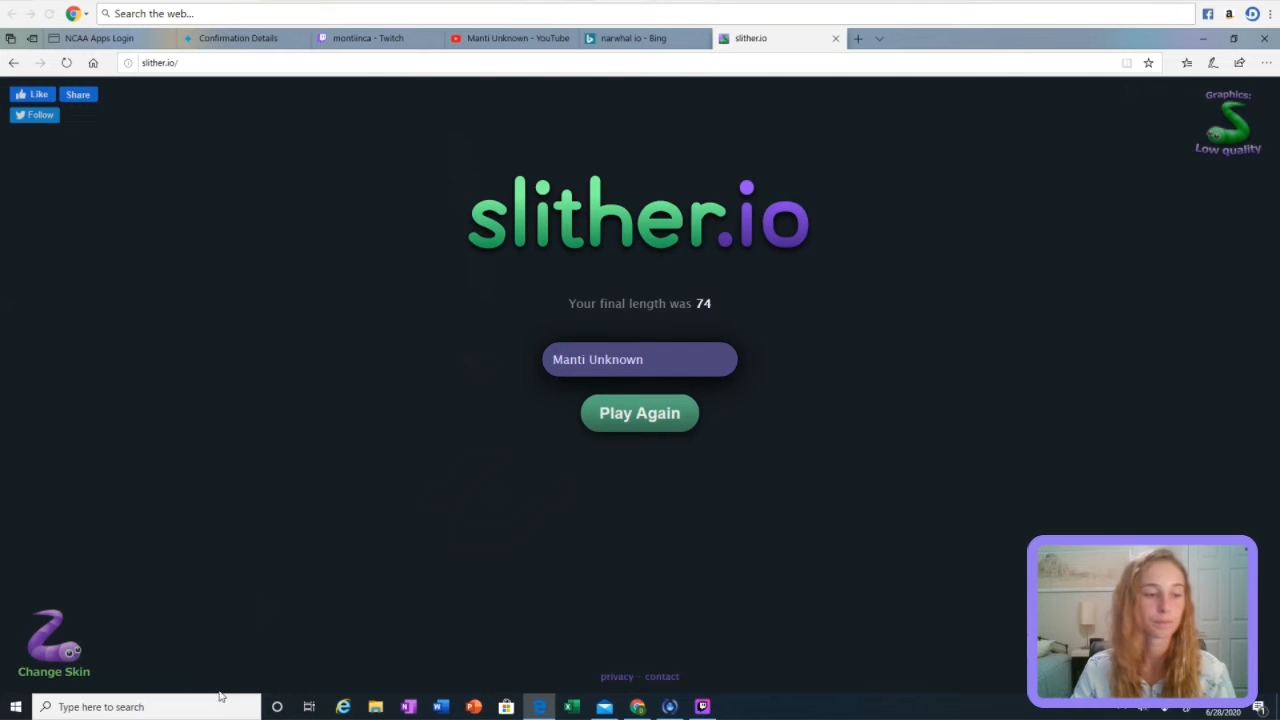 Search the web...
NCAA Apps Login
Confirmation Details
montiinca - Twitch
Manti Unknown - YouTube
narwhal io - Bing
slither.io
slither.io/
Like
Share
Follow
Graphics:
Low quality
slither.io
Your final length was 74
Manti Unknown
Play Again
Change Skin
privacy - contact
Type here to search
6/28/2020